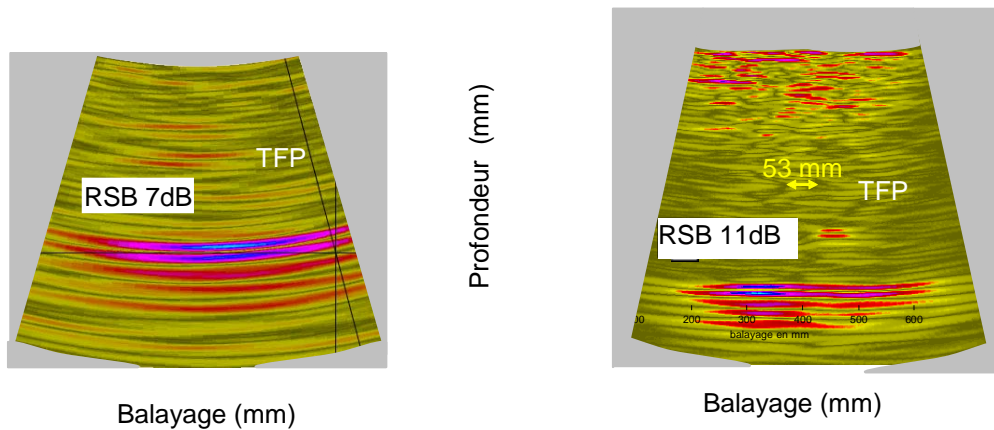 TFP
RSB 7dB
Balayage (mm)
Profondeur (mm)
53 mm
TFP
RSB 11dB
00 200 300 400 500 600
balayage en mm
Balayage (mm)